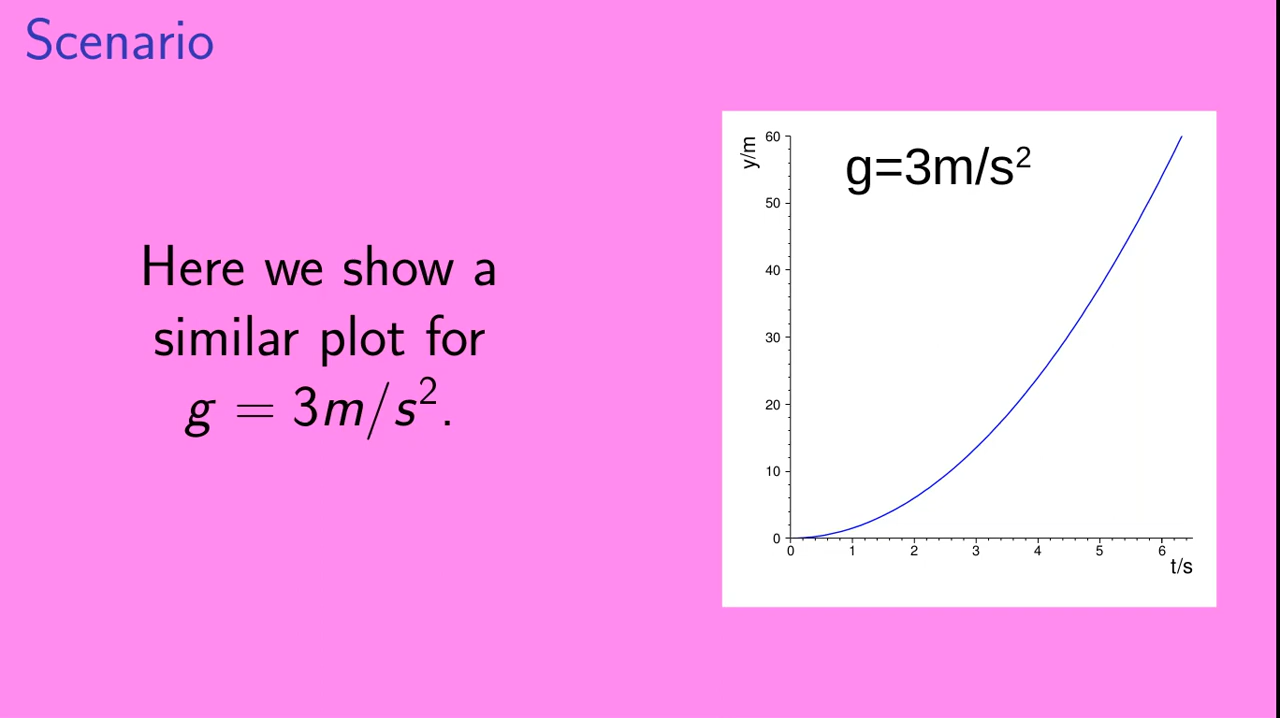 Scenario
Here we show a
similar plot for
g = 3m/s².
g=3m/s²
y/m
60
50
40
30
20
10
0
0 1 2 3 4 5 6
t/s